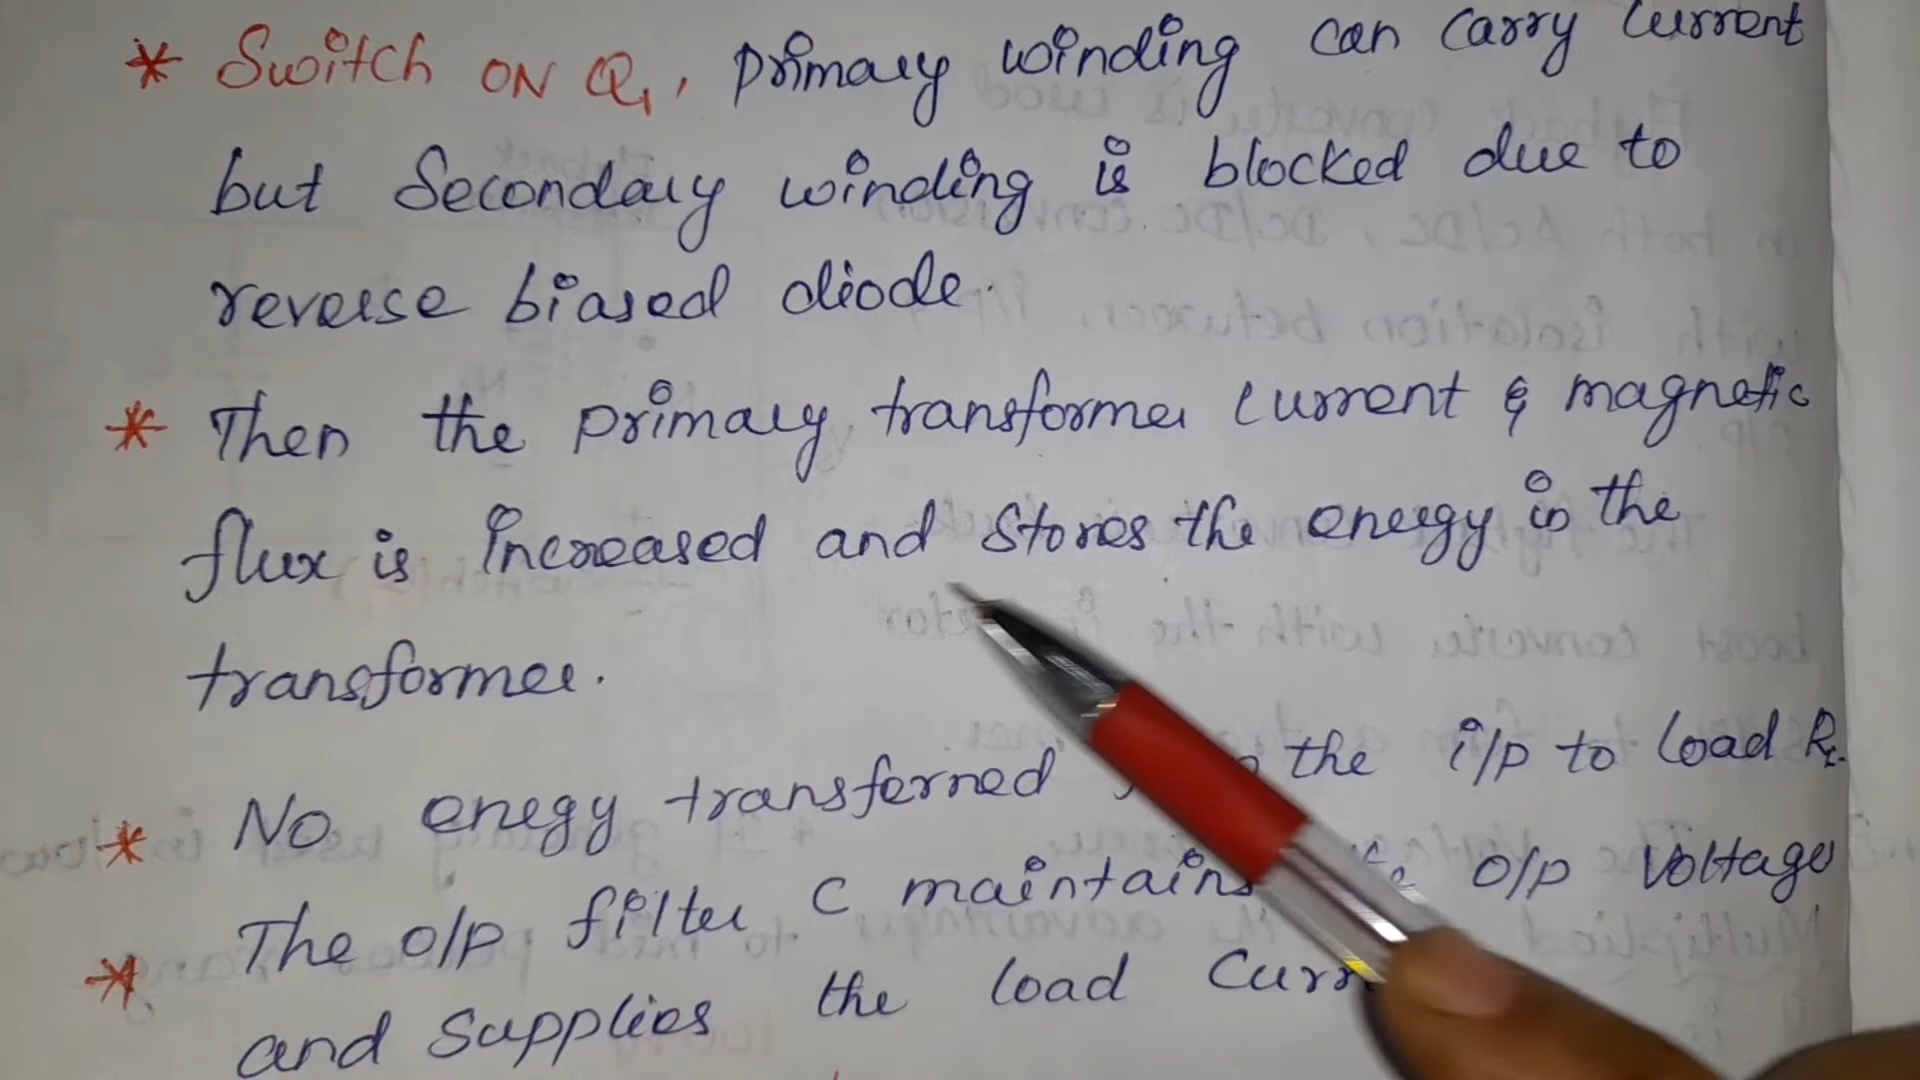 * Switch ON Q1, primary winding can carry current
but Secondary winding is blocked due to
reverse biased diode.
* Then the primary transformer current & magnetic
flux is increased and stores the energy in the
transformer.
* No enegy transferred the i/p to load RL.
* The o/p filter C maintains o/p voltage
and supplies the load